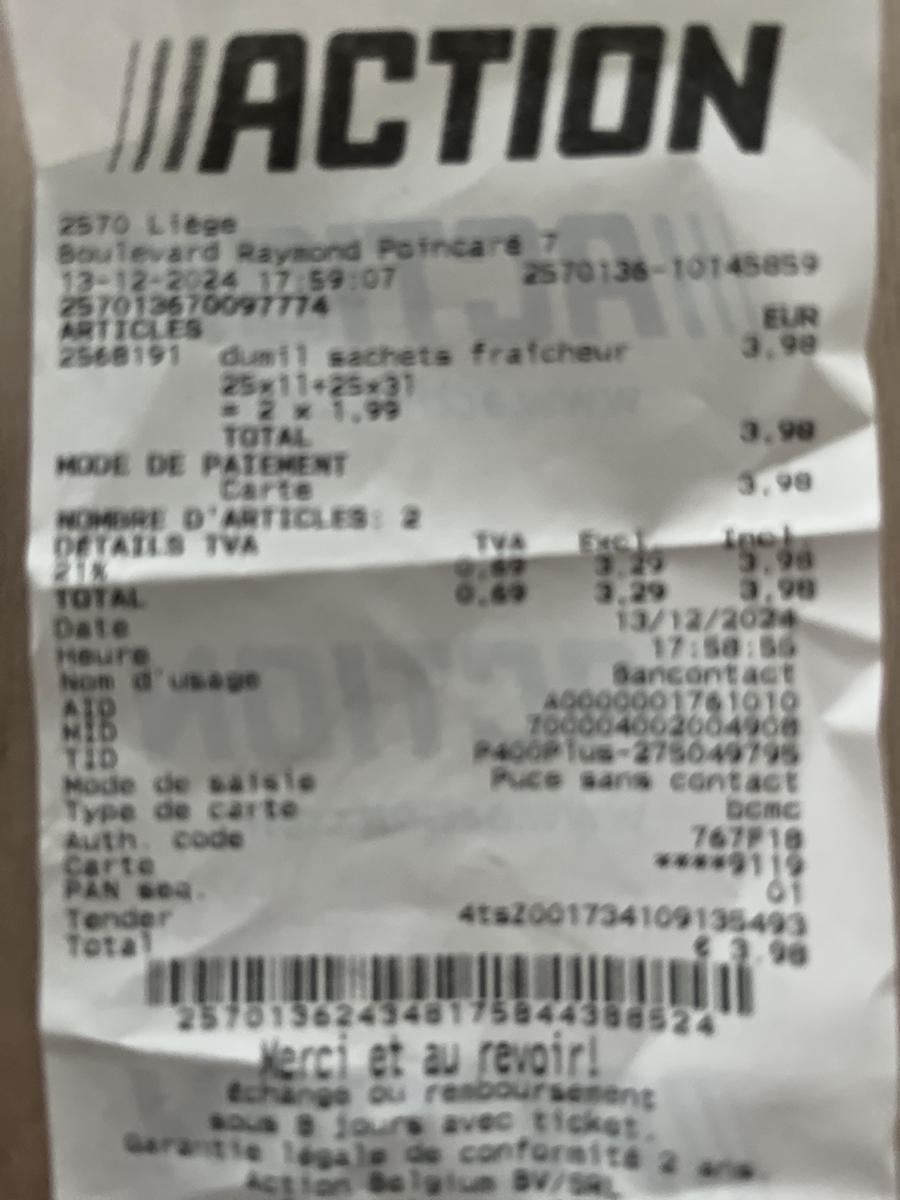 ACTION
2570 Liège
Boulevard Raymond Poincaré 7
13-12-2024 17:59:07 2570136-10145859
257013670097774
ARTICLES EUR
2568191 dumil sachets fraîcheur 3,98
25x11+25x31
= 2 x 1,99
TOTAL 3,98
MODE DE PAIEMENT
Carte 3,98
NOMBRE D'ARTICLES: 2
DETAILS TVA TVA Excl. Incl.
21% 0,69 3,29 3,98
TOTAL 0,69 3,29 3,98
Date 13/12/2024
Heure 17:58:55
Nom d'usage Bancontact
AID A0000001761010
MID 7000004002004908
TID P400Plus-275049795
Mode de saisie Puce sans contact
Type de carte bcmc
Auth. code 767F18
Carte ****9119
PAN seq. 01
Tender 4tsZ001734109135493
Total € 3.98
2570136243481758443885​24
Merci et au revoir!
échange ou remboursement
sous 8 jours avec ticket.
Garantie légale de conformité 2 ans.
Action Belgium BV/SRL